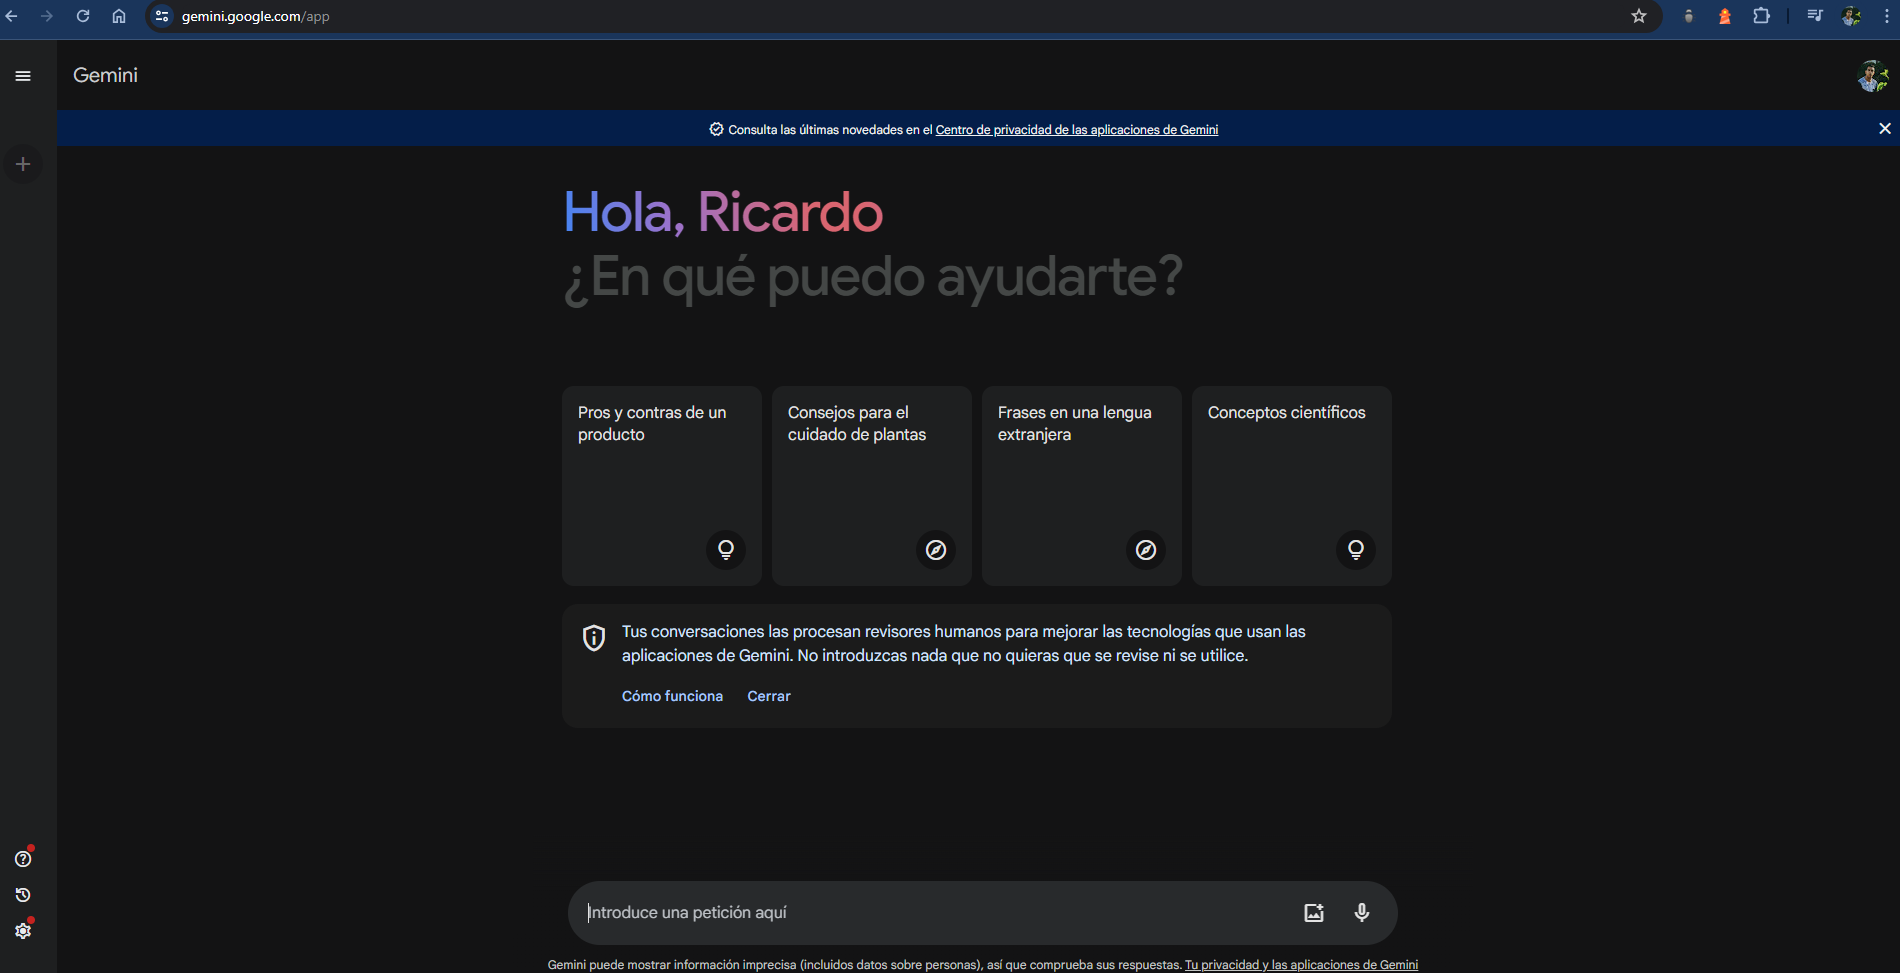 gemini.google.com/app
Gemini
Consulta las últimas novedades en el Centro de privacidad de las aplicaciones de Gemini
Hola, Ricardo
¿En qué puedo ayudarte?
Pros y contras de un
producto
Consejos para el
cuidado de plantas
Frases en una lengua
extranjera
Conceptos científicos
Tus conversaciones las procesan revisores humanos para mejorar las tecnologías que usan las
aplicaciones de Gemini. No introduzcas nada que no quieras que se revise ni se utilice.
Cómo funciona Cerrar
Introduce una petición aquí
Gemini puede mostrar información imprecisa (incluidos datos sobre personas), así que comprueba sus respuestas. Tu privacidad y las aplicaciones de Gemini